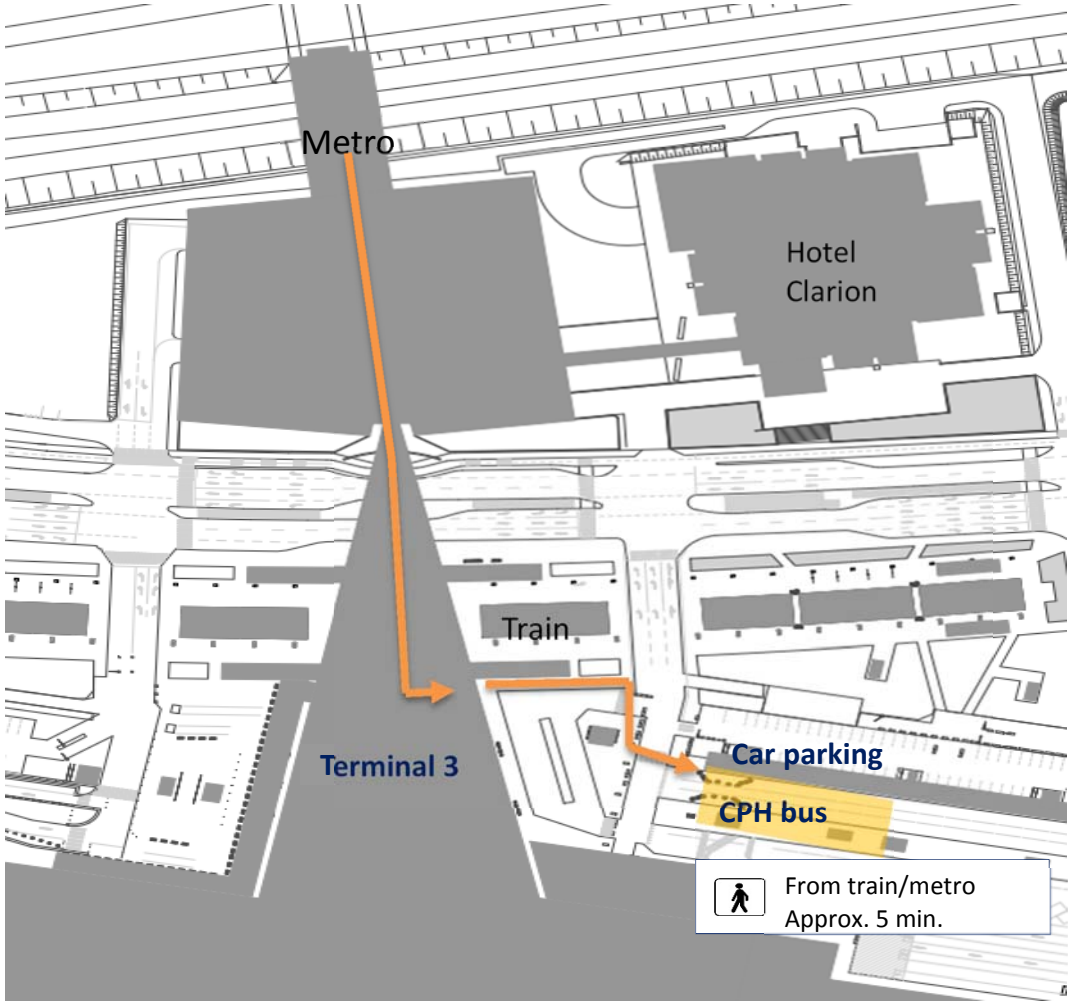 Metro
Hotel
Clarion
Train
Terminal 3
Car parking
CPH bus
From train/metro
Approx. 5 min.